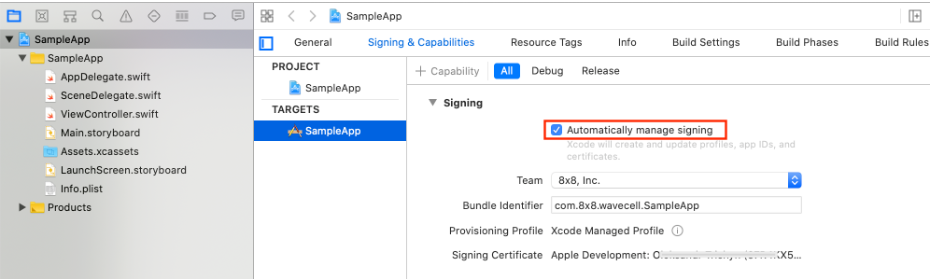 SampleApp
SampleApp
AppDelegate.swift
SceneDelegate.swift
ViewController.swift
Main.storyboard
Assets.xcassets
LaunchScreen.storyboard
Info.plist
Products
SampleApp
General Signing & Capabilities Resource Tags Info Build Settings Build Phases Build Rules
PROJECT
SampleApp
TARGETS
SampleApp
+ Capability All Debug Release
Signing
Automatically manage signing
Xcode will create and update profiles, app IDs, and
certificates.
Team 8x8, Inc.
Bundle Identifier com.8x8.wavecell.SampleApp
Provisioning Profile Xcode Managed Profile
Signing Certificate Apple Development: